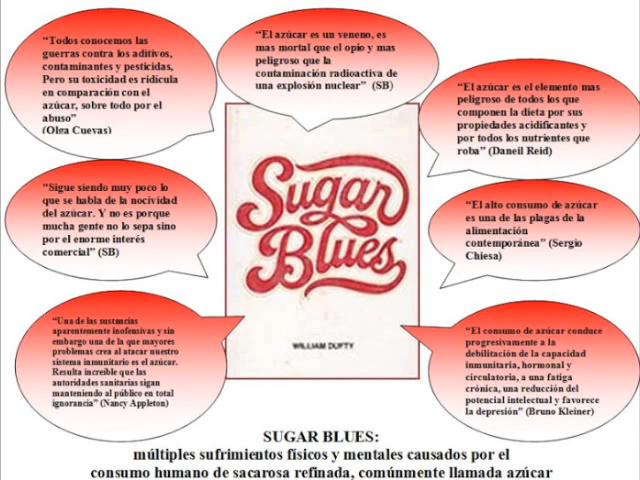 “Todos conocemos las
guerras contra los aditivos,
contaminantes y pesticidas,
Pero su toxicidad es ridícula
en comparación con el
azúcar, sobre todo por el
abuso”
(Olga Cuevas)
“El azúcar es un veneno, es
mas mortal que el opio y mas
peligroso que la
contaminación radioactiva de
una explosión nuclear” (SB)
“El azúcar es el elemento mas
peligroso de todos los que
componen la dieta por sus
propiedades acidificantes y
por todos los nutrientes que
roba” (Daneil Reid)
“Sigue siendo muy poco lo
que se habla de la nocividad
del azúcar. Y no es porque
mucha gente no lo sepa sino
por el enorme interés
comercial” (SB)
Sugar
Blues
WILLIAM DUFTY
“El alto consumo de azúcar
es una de las plagas de la
alimentación
contemporánea” (Sergio
Chiesa)
“Una de las sustancias
aparentemente inofensivas y sin
embargo una de la que mayores
problemas crea al atacar nuestro
sistema inmunitario es el azúcar.
Resulta increíble que las
autoridades sanitarias sigan
manteniendo al público en total
ignorancia” (Nancy Appleton)
“El consumo de azúcar conduce
progresivamente a la
debilitación de la capacidad
inmunitaria, hormonal y
circulatoria, a una fatiga
crónica, una reducción del
potencial intelectual y favorece
la depresión” (Bruno Kleiner)
SUGAR BLUES:
múltiples sufrimientos físicos y mentales causados por el
consumo humano de sacarosa refinada, comúnmente llamada azúcar